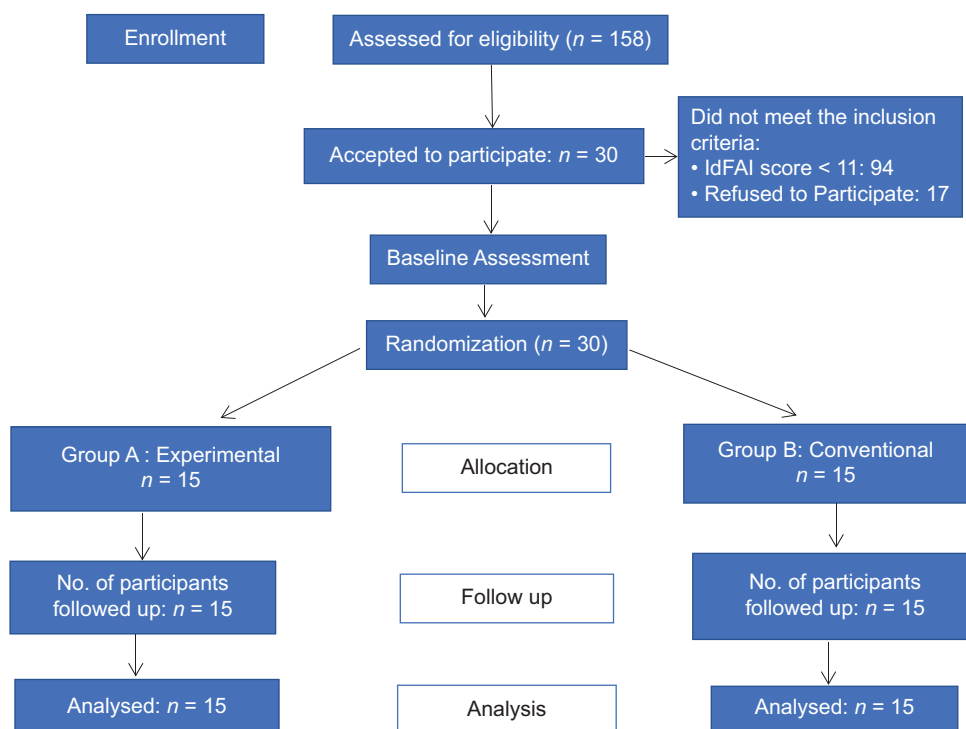 Enrollment
Assessed for eligibility (n = 158)
Accepted to participate: n = 30
Did not meet the inclusion
criteria:
• IdFAI score < 11: 94
• Refused to Participate: 17
Baseline Assessment
Randomization (n = 30)
Group A : Experimental
n = 15
Allocation
Group B: Conventional
n = 15
No. of participants
followed up: n = 15
Follow up
No. of participants
followed up: n = 15
Analysed: n = 15
Analysis
Analysed: n = 15